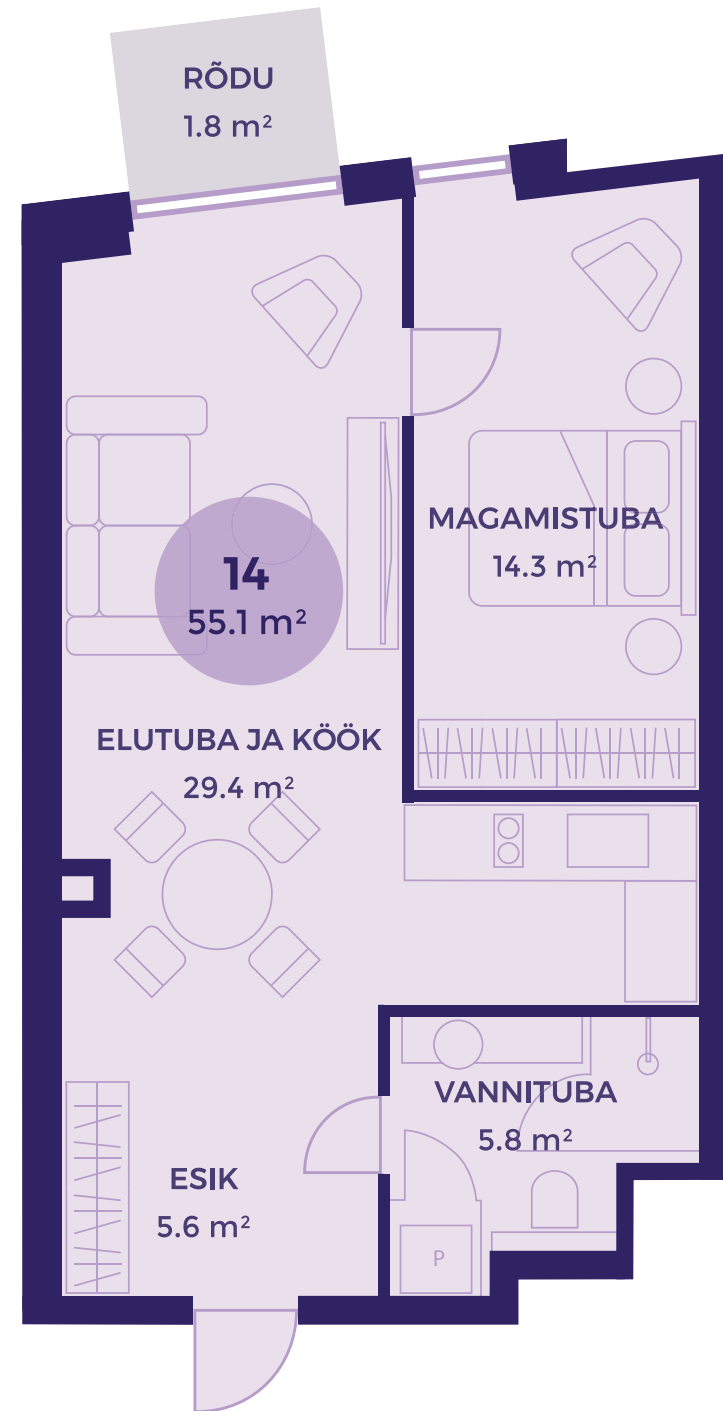 RÕDU
1.8 m²
MAGAMISTUBA
14.3 m²
14
55.1 m²
ELUTUBA JA KÖÖK
29.4 m²
VANNITUBA
5.8 m²
ESIK
5.6 m²
P